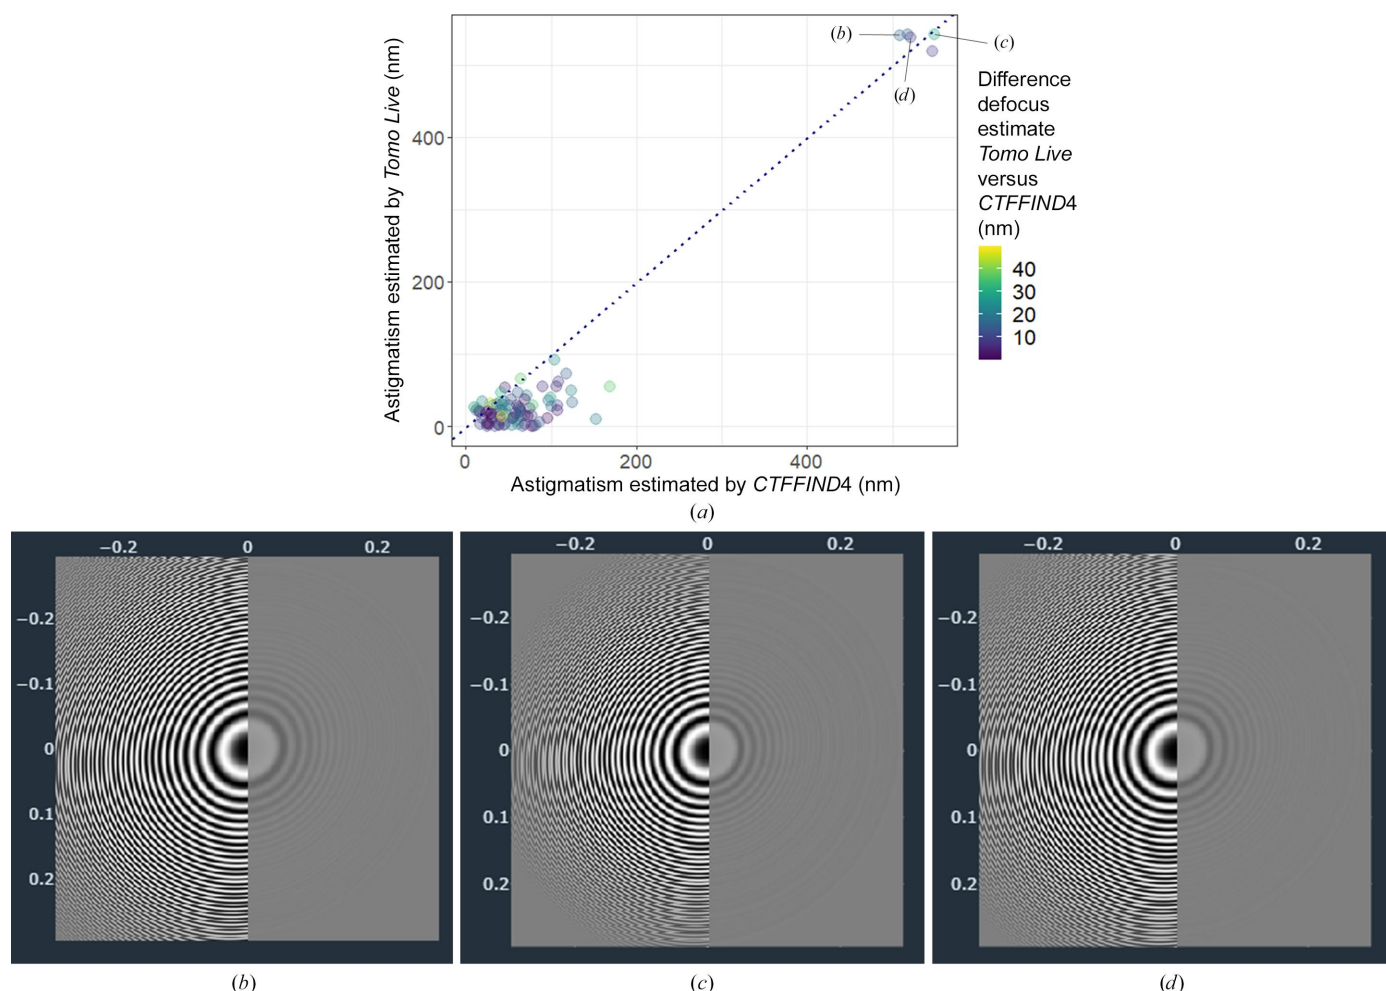 Astigmatism estimated by Tomo Live (nm)
400
200
0
0
200
400
Astigmatism estimated by CTFFIND4 (nm)
(b)
(c)
(d)
Difference
defocus
estimate
Tomo Live
versus
CTFFIND4
(nm)
40
30
20
10
(a)
−0.2
0
0.2
−0.2
−0.1
0
0.1
0.2
(b)
−0.2
0
0.2
−0.2
−0.1
0
0.1
0.2
(c)
−0.2
0
0.2
−0.2
−0.1
0
0.1
0.2
(d)